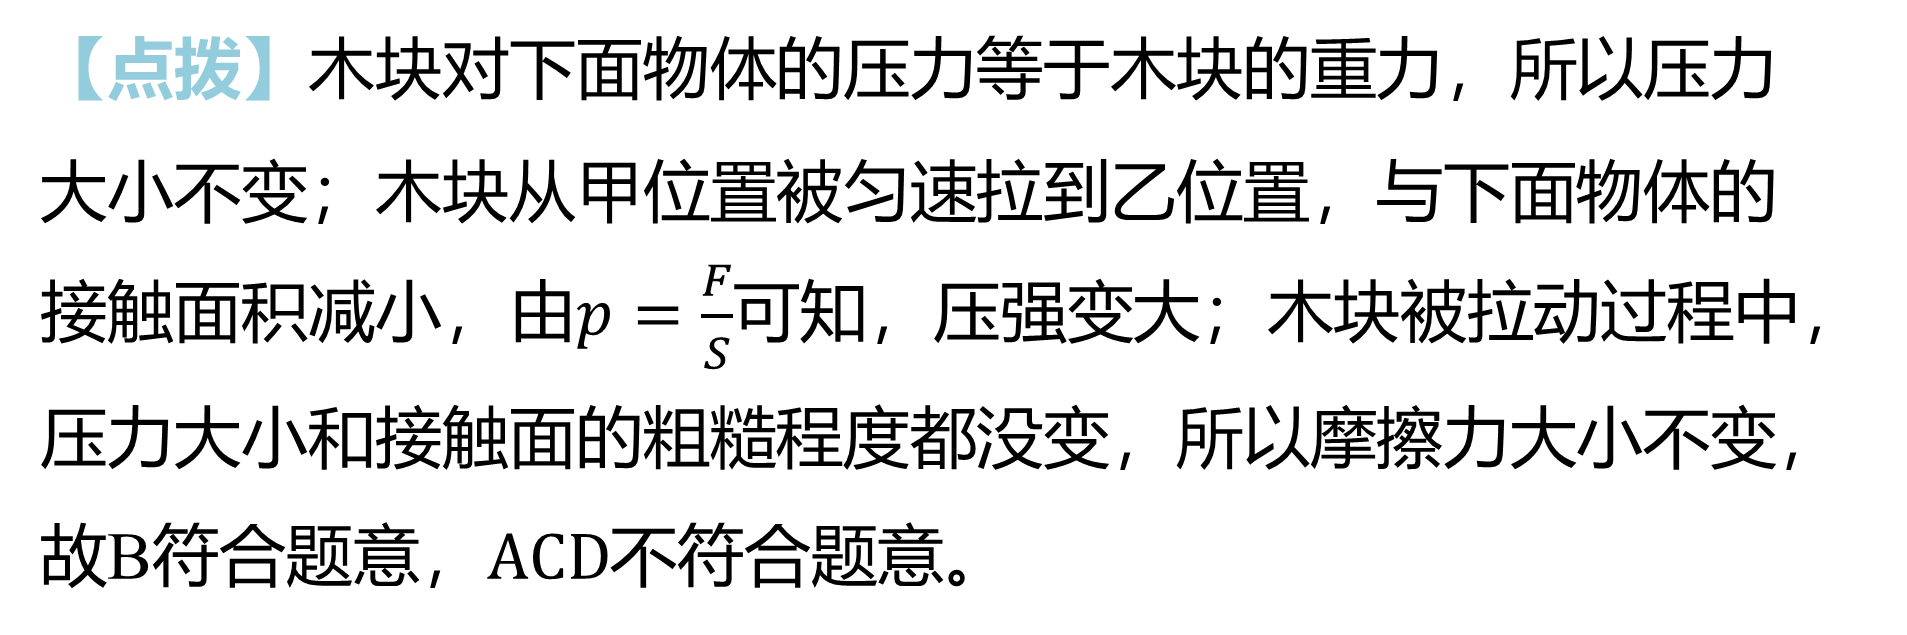 【点拨】木块对下面物体的压力等于木块的重力，所以压力
大小不变；木块从甲位置被匀速拉到乙位置，与下面物体的
接触面积减小，由$p=\frac{F}{S}$可知，压强变大；木块被拉动过程中，
压力大小和接触面的粗糙程度都没变，所以摩擦力大小不变，
故B符合题意，ACD不符合题意。